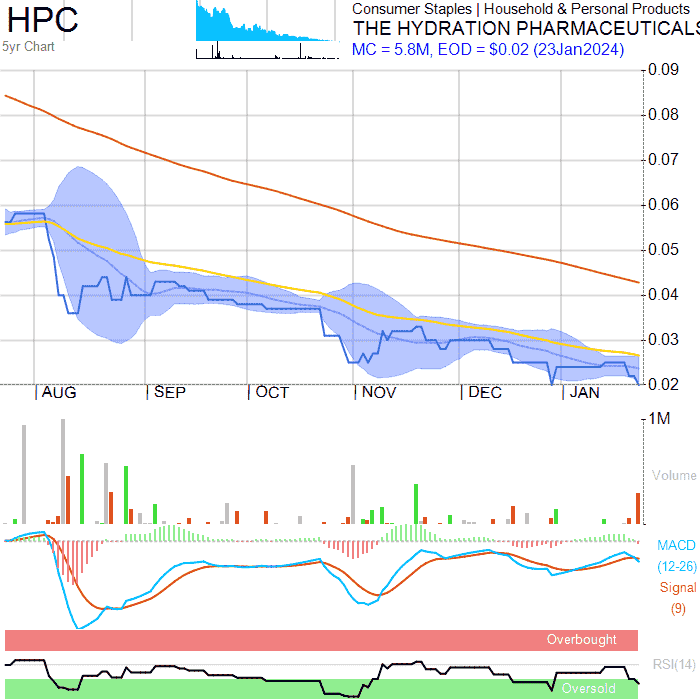 HPC
Consumer Staples | Household & Personal Products
5yr Chart
THE HYDRATION PHARMACEUTICALS
MC = 5.8M, EOD = $0.02 (23Jan2024)
0.09
0.08
0.07
0.06
0.05
0.04
0.03
0.02
AUG SEP OCT NOV DEC JAN
1M
Volume
MACD
(12-26)
Signal
(9)
Overbought
RSI(14)
Oversold